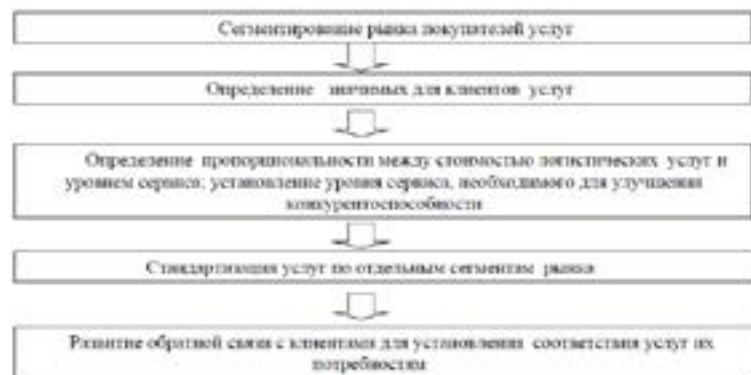 Сегментирование рынка покупателей услуг
Определение значимых для клиентов услуг
Определение пропорциональности между стоимостью логистических услуг и
уровнем сервиса; установление уровня сервиса, необходимого для улучшения
конкурентоспособности
Стандартизация услуг по отдельным сегментам рынка
Развитие обратной связи с клиентами для установления соответствия услуг их
потребностям